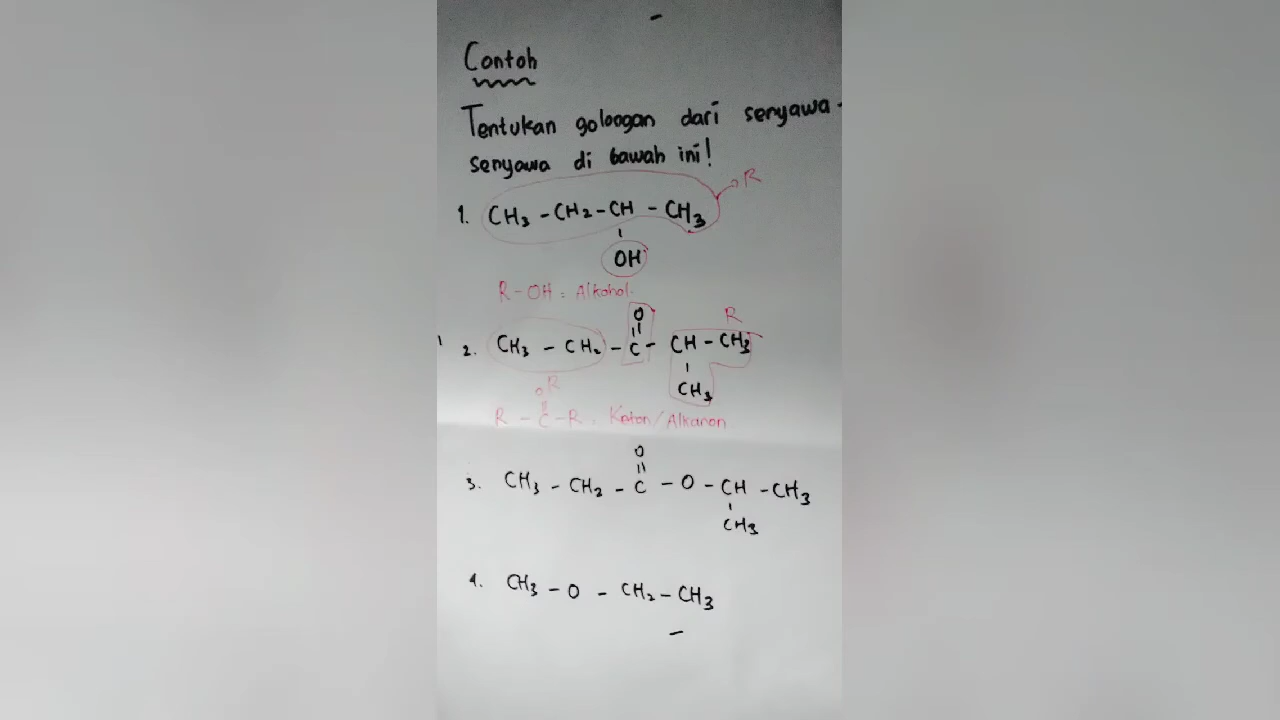 Contoh
Tentukan goloogan dari senyawa-
senyawa di bawah ini!
R
1. CH3 - CH2 - CH - CH3
OH
R-OH : Alkohol.
O R
2. CH3 - CH2 - C - CH - CH3
CH3
O R
R - C - R : Keton/Alkanon
O
3. CH3 - CH2 - C - O - CH - CH3
CH3
4. CH3 - O - CH2 - CH3